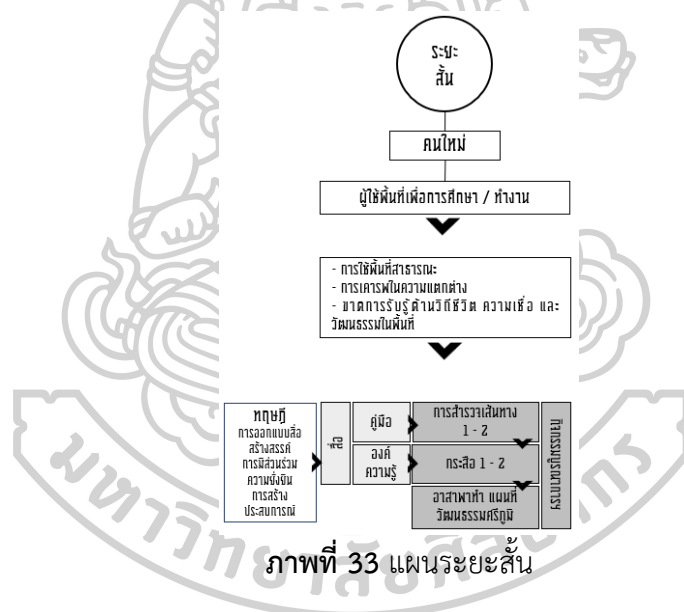 ระยะ
สั้น
คนใหม่
ผู้ใช้พื้นที่เพื่อการศึกษา / ทำงาน
- การใช้พื้นที่สาธารณะ
- การเคารพในความแตกต่าง
- ขาดการรับรู้ด้านวิถีชีวิต ความเชื่อ และ
วัฒนธรรมในพื้นที่
ทฤษฎี
การออกแบบสื่อ
สร้างสรรค์
การมีส่วนร่วม
ความยั่งยืน
การสร้าง
ประสบการณ์
สื่อ
คู่มือ
องค์
ความรู้
การสำรวจเส้นทาง
1 - 2
กระสือ 1 - 2
อาสาพาทำ แผนที่
วัฒนธรรมศรีภูมิ
กิจกรรมบูรณาการฯ
ภาพที่ 33 แผนระยะสั้น